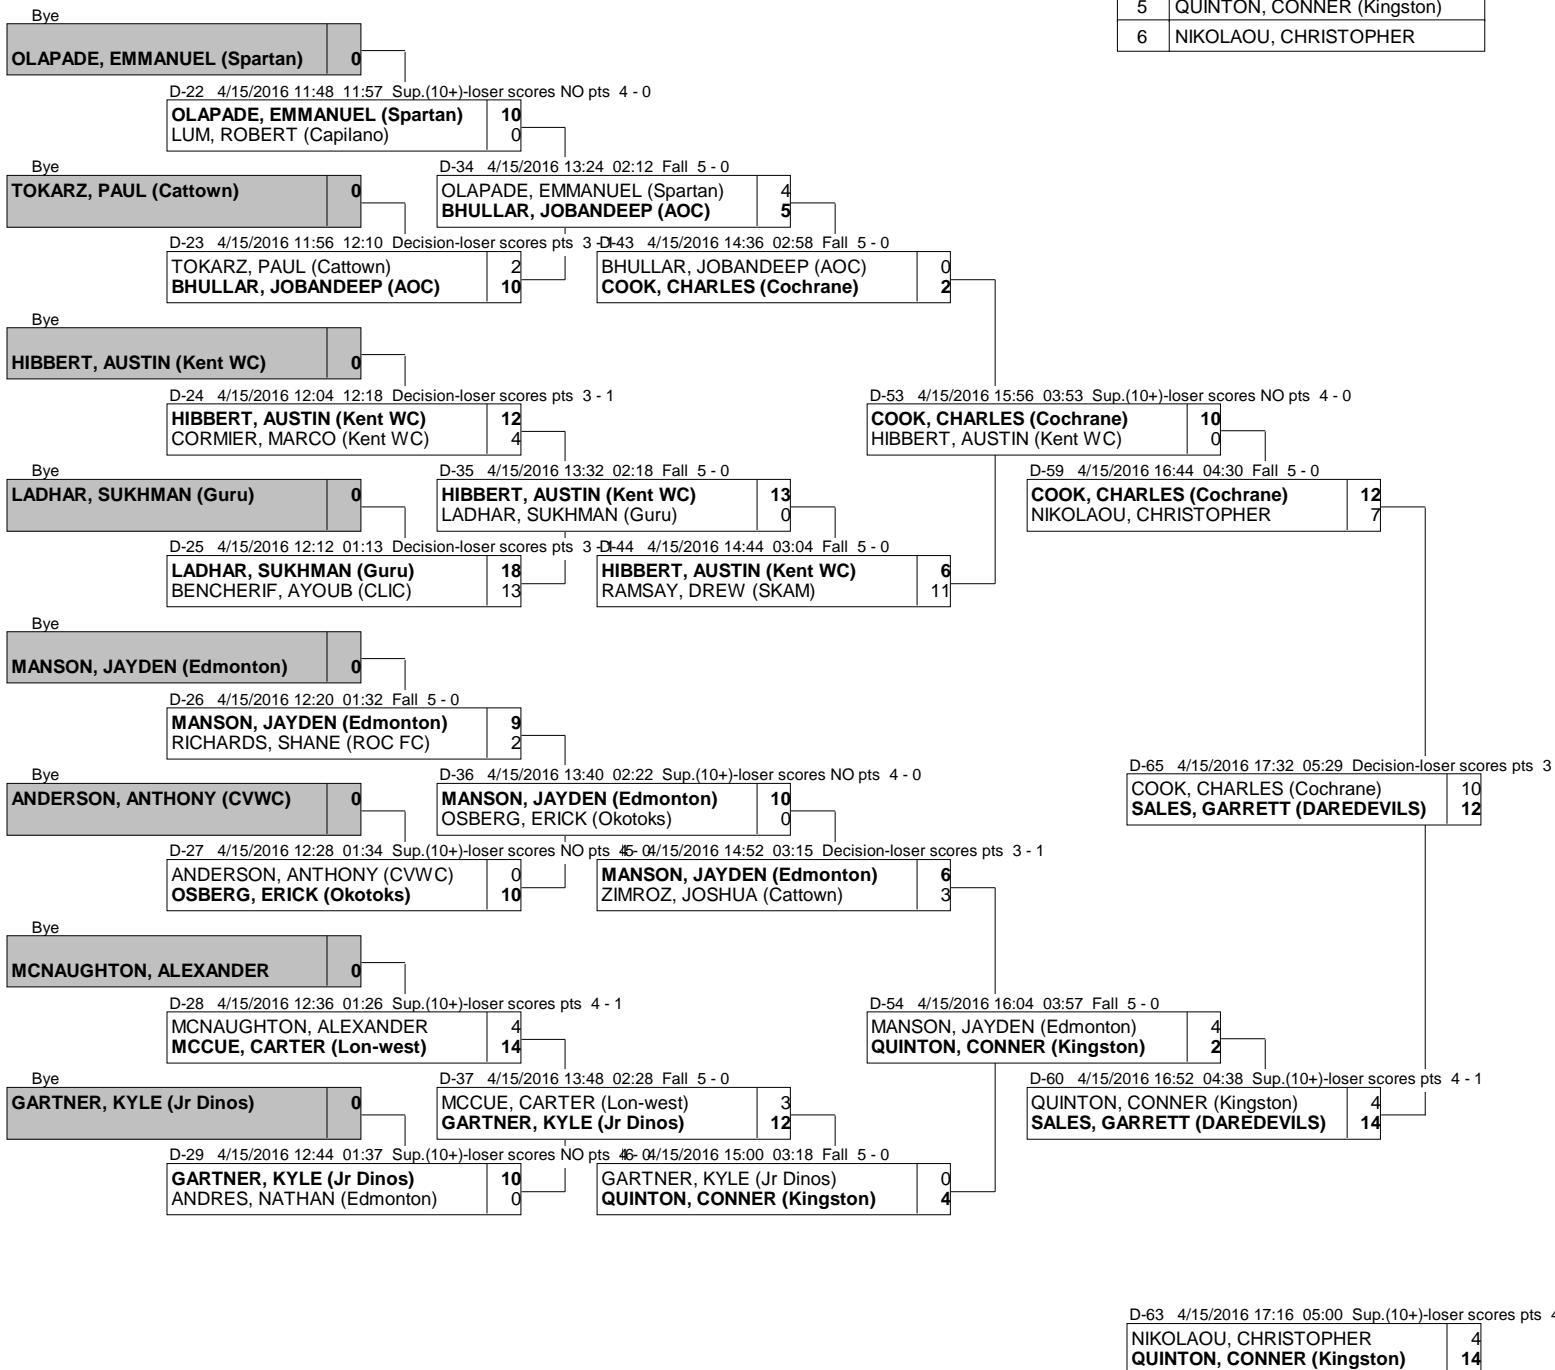 5 QUINTON, CONNER (Kingston)
6 NIKOLAOU, CHRISTOPHER
Bye
OLAPADE, EMMANUEL (Spartan) 0
D-22 4/15/2016 11:48 11:57 Sup.(10+)-loser scores NO pts 4 - 0
OLAPADE, EMMANUEL (Spartan) 10
LUM, ROBERT (Capilano) 0
Bye
TOKARZ, PAUL (Cattown) 0
D-34 4/15/2016 13:24 02:12 Fall 5 - 0
OLAPADE, EMMANUEL (Spartan) 4
BHULLAR, JOBANDEEP (AOC) 5
D-23 4/15/2016 11:56 12:10 Decision-loser scores pts 3 - 1
TOKARZ, PAUL (Cattown) 2
BHULLAR, JOBANDEEP (AOC) 10
D-43 4/15/2016 14:36 02:58 Fall 5 - 0
BHULLAR, JOBANDEEP (AOC) 0
COOK, CHARLES (Cochrane) 2
Bye
HIBBERT, AUSTIN (Kent WC) 0
D-24 4/15/2016 12:04 12:18 Decision-loser scores pts 3 - 1
HIBBERT, AUSTIN (Kent WC) 12
CORMIER, MARCO (Kent WC) 4
D-53 4/15/2016 15:56 03:53 Sup.(10+)-loser scores NO pts 4 - 0
COOK, CHARLES (Cochrane) 10
HIBBERT, AUSTIN (Kent WC) 0
Bye
LADHAR, SUKHMAN (Guru) 0
D-35 4/15/2016 13:32 02:18 Fall 5 - 0
HIBBERT, AUSTIN (Kent WC) 13
LADHAR, SUKHMAN (Guru) 0
D-59 4/15/2016 16:44 04:30 Fall 5 - 0
COOK, CHARLES (Cochrane) 12
NIKOLAOU, CHRISTOPHER 7
D-25 4/15/2016 12:12 01:13 Decision-loser scores pts 3 - 1
LADHAR, SUKHMAN (Guru) 18
BENCHERIF, AYOUB (CLIC) 13
D-44 4/15/2016 14:44 03:04 Fall 5 - 0
HIBBERT, AUSTIN (Kent WC) 6
RAMSAY, DREW (SKAM) 11
Bye
MANSON, JAYDEN (Edmonton) 0
D-26 4/15/2016 12:20 01:32 Fall 5 - 0
MANSON, JAYDEN (Edmonton) 9
RICHARDS, SHANE (ROC FC) 2
Bye
ANDERSON, ANTHONY (CVWC) 0
D-36 4/15/2016 13:40 02:22 Sup.(10+)-loser scores NO pts 4 - 0
MANSON, JAYDEN (Edmonton) 10
OSBERG, ERICK (Okotoks) 0
D-65 4/15/2016 17:32 05:29 Decision-loser scores pts 3
COOK, CHARLES (Cochrane) 10
SALES, GARRETT (DAREDEVILS) 12
D-27 4/15/2016 12:28 01:34 Sup.(10+)-loser scores NO pts 4 - 0
ANDERSON, ANTHONY (CVWC) 0
OSBERG, ERICK (Okotoks) 10
4/15/2016 14:52 03:15 Decision-loser scores pts 3 - 1
MANSON, JAYDEN (Edmonton) 6
ZIMROZ, JOSHUA (Cattown) 3
Bye
MCNAUGHTON, ALEXANDER 0
D-28 4/15/2016 12:36 01:26 Sup.(10+)-loser scores pts 4 - 1
MCNAUGHTON, ALEXANDER 4
MCCUE, CARTER (Lon-west) 14
D-54 4/15/2016 16:04 03:57 Fall 5 - 0
MANSON, JAYDEN (Edmonton) 4
QUINTON, CONNER (Kingston) 2
Bye
GARTNER, KYLE (Jr Dinos) 0
D-37 4/15/2016 13:48 02:28 Fall 5 - 0
MCCUE, CARTER (Lon-west) 3
GARTNER, KYLE (Jr Dinos) 12
D-60 4/15/2016 16:52 04:38 Sup.(10+)-loser scores pts 4 - 1
QUINTON, CONNER (Kingston) 4
SALES, GARRETT (DAREDEVILS) 14
D-29 4/15/2016 12:44 01:37 Sup.(10+)-loser scores NO pts 4 - 0
GARTNER, KYLE (Jr Dinos) 10
ANDRES, NATHAN (Edmonton) 0
4/15/2016 15:00 03:18 Fall 5 - 0
GARTNER, KYLE (Jr Dinos) 0
QUINTON, CONNER (Kingston) 4
D-63 4/15/2016 17:16 05:00 Sup.(10+)-loser scores pts
NIKOLAOU, CHRISTOPHER 4
QUINTON, CONNER (Kingston) 14